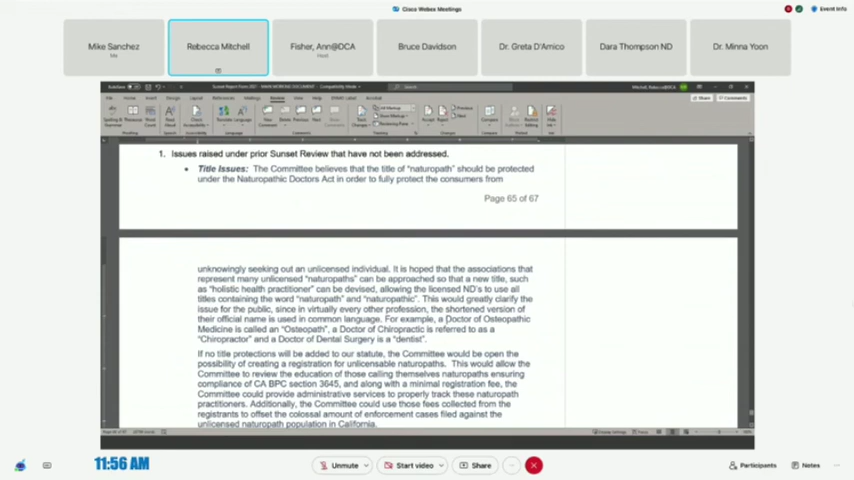 Cisco Webex Meetings
Event Info
Mike Sanchez
Me
Rebecca Mitchell
Fisher, Ann@DCA
Host
Bruce Davidson
Dr. Greta D'Amico
Dara Thompson ND
Dr. Minna Yoon
1. Issues raised under prior Sunset Review that have not been addressed.
• Title Issues: The Committee believes that the title of "naturopath" should be protected
under the Naturopathic Doctors Act in order to fully protect the consumers from
Page 65 of 67
unknowingly seeking out an unlicensed individual. It is hoped that the associations that
represent many unlicensed "naturopaths" can be approached so that a new title, such
as "holistic health practitioner" can be devised, allowing the licensed ND's to use all
titles containing the word "naturopath" and "naturopathic". This would greatly clarify the
issue for the public, since in virtually every other profession, the shortened version of
their official name is used in common language. For example, a Doctor of Osteopathic
Medicine is called an "Osteopath", a Doctor of Chiropractic is referred to as a
"Chiropractor" and a Doctor of Dental Surgery is a "dentist".
If no title protections will be added to our statute, the Committee would be open the
possibility of creating a registration for unlicensable naturopaths. This would allow the
Committee to review the education of those calling themselves naturopaths ensuring
compliance of CA BPC section 3645, and along with a minimal registration fee, the
Committee could provide administrative services to properly track these naturopath
practitioners. Additionally, the Committee could use those fees collected from the
registrants to offset the colossal amount of enforcement cases filed against the
unlicensed naturopath population in California.
11:56 AM
Unmute
Start video
Share
Participants
Notes